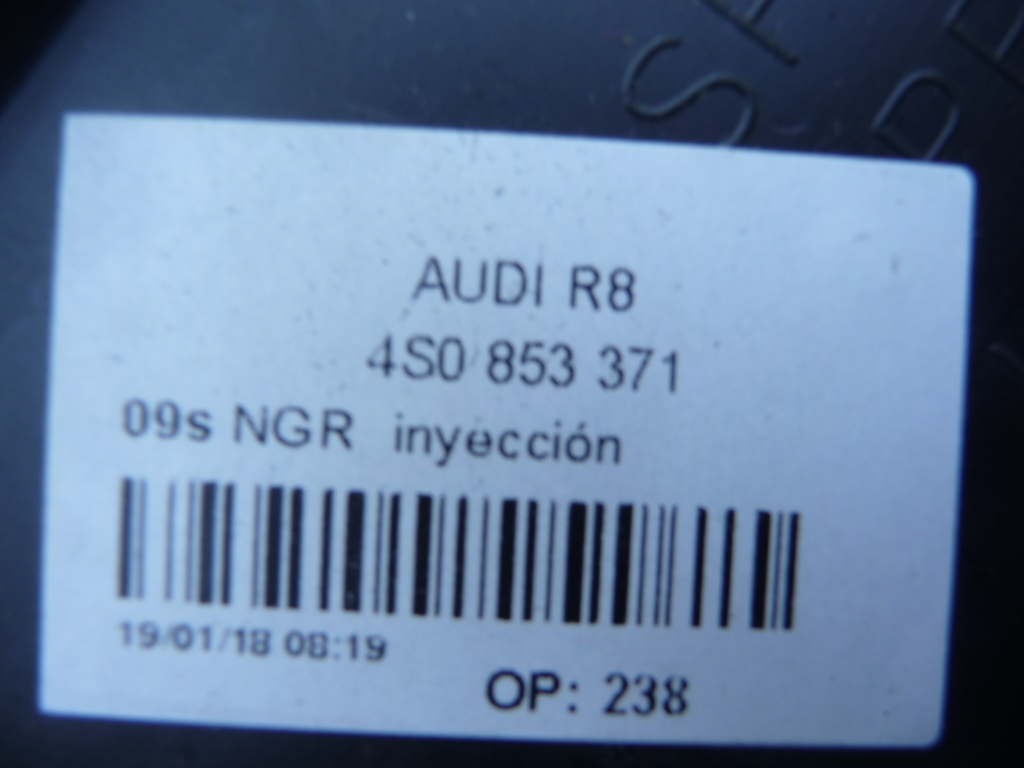 AUDI R8
4S0 853 371
09s NGR inyección
19/01/18 08:19
OP: 238